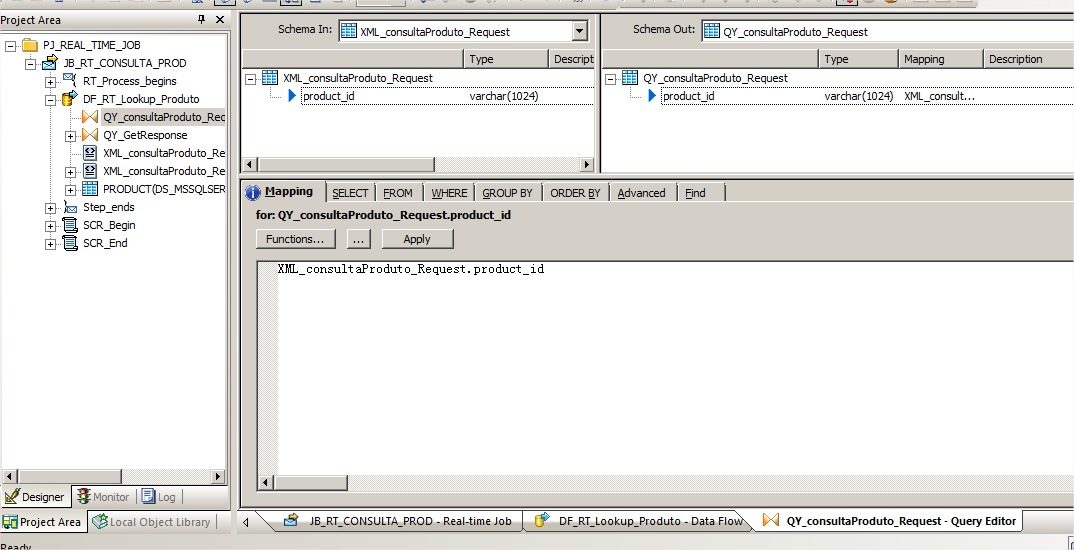 Project Area
PJ_REAL_TIME_JOB
JB_RT_CONSULTA_PROD
RT_Process_begins
DF_RT_Lookup_Produto
QY_consultaProduto_Req
QY_GetResponse
XML_consultaProduto_Re
XML_consultaProduto_Re
PRODUCT(DS_MSSQLSER
Step_ends
SCR_Begin
SCR_End
Designer Monitor Log
Project Area Local Object Library
Ready
Schema In: XML_consultaProduto_Request
Type Descript
XML_consultaProduto_Request
product_id varchar(1024)
Schema Out: QY_consultaProduto_Request
Type Mapping Description
QY_consultaProduto_Request
product_id varchar(1024) XML_consult...
Mapping SELECT FROM WHERE GROUP BY ORDER BY Advanced Find
for: QY_consultaProduto_Request.product_id
Functions... ... Apply
XML_consultaProduto_Request.product_id
JB_RT_CONSULTA_PROD - Real-time Job DF_RT_Lookup_Produto - Data Flow QY_consultaProduto_Request - Query Editor